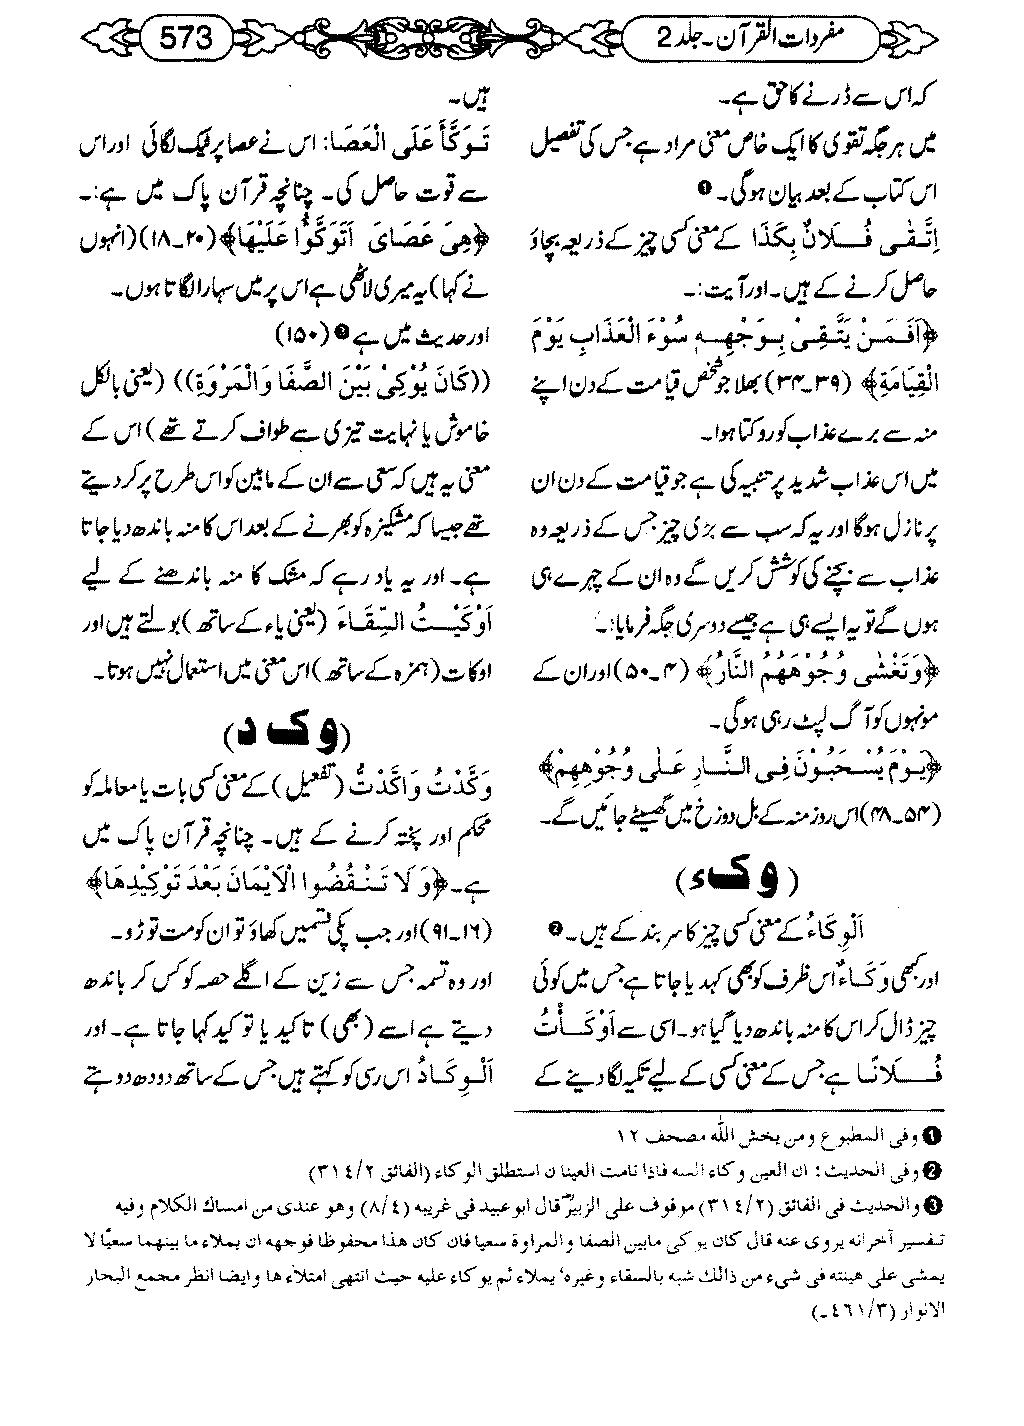 مفردات القرآن۔ جلد 2
573
کہ اس سے ڈرنے کا حق ہے۔
میں ہر جگہ تقویٰ کا ایک خاص معنی مراد ہے جس کی تفصیل
اس کتاب کے بعد بیان ہوگی۔ ❶
اِتَّقٰی فُلَانٌ بِکَذَا کے معنی کسی چیز کے ذریعہ بچاؤ
حاصل کرنے کے ہیں۔ اور آیت:۔
﴿اَفَمَنْ یَّتَّقِیْ بِوَجْهِهٖ سُوْٓءَ الْعَذَابِ یَوْمَ
الْقِیَامَةِ﴾ (۳۹۔۳۴) بھلا جو شخص قیامت کے دن اپنے
منہ سے برے عذاب کو روکتا ہوا۔
میں اس عذاب شدید پر تنبیہ کی ہے جو قیامت کے دن ان
پر نازل ہوگا اور یہ کہ سب سے بڑی چیز جس کے ذریعہ وہ
عذاب سے بچنے کی کوشش کریں گے وہ ان کے چہرے ہی
ہوں گے تو یہ ایسے ہی ہے جیسے دوسری جگہ فرمایا:۔
﴿وَتَغْشٰی وُجُوْهَهُمُ النَّارُ﴾ (۴۔۵۰) اور ان کے
مونہوں کو آگ لپٹ رہی ہوگی۔
﴿یَوْمَ یُسْحَبُوْنَ فِی النَّارِ عَلٰی وُجُوْهِهِمْ﴾
(۵۴۔۴۸) اس روز منہ کے بل دوزخ میں گھسیٹے جائیں گے۔
(وک ء)
اَلْوِکَاءُ کے معنی کسی چیز کا سر بند کے ہیں۔ ❷
اور کبھی وِکَاءٌ اس ظرف کو بھی کہہ دیا جاتا ہے جس میں کوئی
چیز ڈال کر اس کا منہ باندھ دیا گیا ہو۔ اسی سے اَوْکَأْتُ
فُلَانًا ہے جس کے معنی کسی کے لیے تکیہ لگا دینے کے
ہیں۔
تَوَکَّأَ عَلَی الْعَصَا: اس نے عصا پر ٹیک لگائی اور اس
سے قوت حاصل کی۔ چنانچہ قرآن پاک میں ہے:۔
﴿هِیَ عَصَایَ اَتَوَکَّؤُا عَلَیْهَا﴾ (۲۰۔۱۸) (انہوں
نے کہا) یہ میری لاٹھی ہے اس پر میں سہارا لگاتا ہوں۔
اور حدیث میں ہے ❸ (۱۵۰)
((کَانَ یُوْکِیْ بَیْنَ الصَّفَا وَالْمَرْوَةِ)) (یعنی بالکل
خاموش یا نہایت تیزی سے طواف کرتے تھے) اس کے
معنی یہ ہیں کہ سعی سے ان کے مابین کو اس طرح پر کر دیتے
تھے جیسا کہ مشکیزہ کو بھرنے کے بعد اس کا منہ باندھ دیا جاتا
ہے۔ اور یہ یاد رہے کہ مشک کا منہ باندھنے کے لیے
اَوْکَیْتُ السِّقَاءَ (یعنی یاء کے ساتھ) بولتے ہیں اور
اوکات (ہمزہ کے ساتھ) اس معنی میں استعمال نہیں ہوتا۔
(وک د)
وَکَّدْتُ وَاَکَّدْتُ (تفعیل) کے معنی کسی بات یا معاملہ کو
محکم اور پختہ کرنے کے ہیں۔ چنانچہ قرآن پاک میں
ہے۔ ﴿وَلَا تَنْقُضُوا الْاَیْمَانَ بَعْدَ تَوْکِیْدِهَا﴾
(۱۶۔۹۱) اور جب پکی قسمیں کھاؤ تو ان کو مت توڑو۔
اور وہ تسمہ جس سے زین کے اگلے حصہ کو کس کر باندھ
دیتے ہے اسے (بھی) تاکید یا توکید کہا جاتا ہے۔ اور
اَلْوِکَادُ اس رسی کو کہتے ہیں جس کے ساتھ دودھ دوہتے
❶ وفی المطبوع ومن یخش اللّٰہ مصحف ۱۲
❷ وفی الحدیث: ان العین وکاء السه فاذا نامت العینان استطلق الوکاء (الفائق ۳۱٤/۲)
❸ والحدیث فی الفائق (۳۱٤/۲) موقوف علی الزبیرؓ قال ابوعبید فی غریبه (۸/٤) وهو عندی من امساك الکلام وفیه
تفسیر آخر انه یروی عنه قال کان یوکی مابین الصفا والمراوة سعیا فان کان هذا محفوظا فوجهه ان یملاء ما بینهما سعیًا لا
یمشی علی هینته فی شیء من ذالك شبه بالسقاء وغیرہ‘ یملاء ثم یوکاء علیه حیث انتهی امتلاءها وایضا انظر مجمع البحار
الانوار (٤٦١/٣۔)